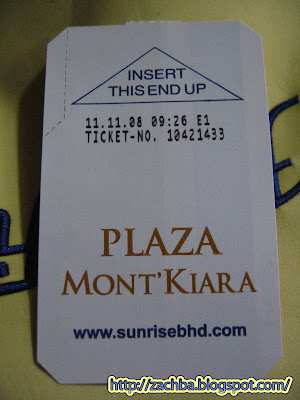 INSERT
THIS END UP
11.11.08 09:26 E1
TICKET-NO. 10421433
PLAZA
MONT'KIARA
www.sunrisebhd.com
http://zachba.blogspot.com/